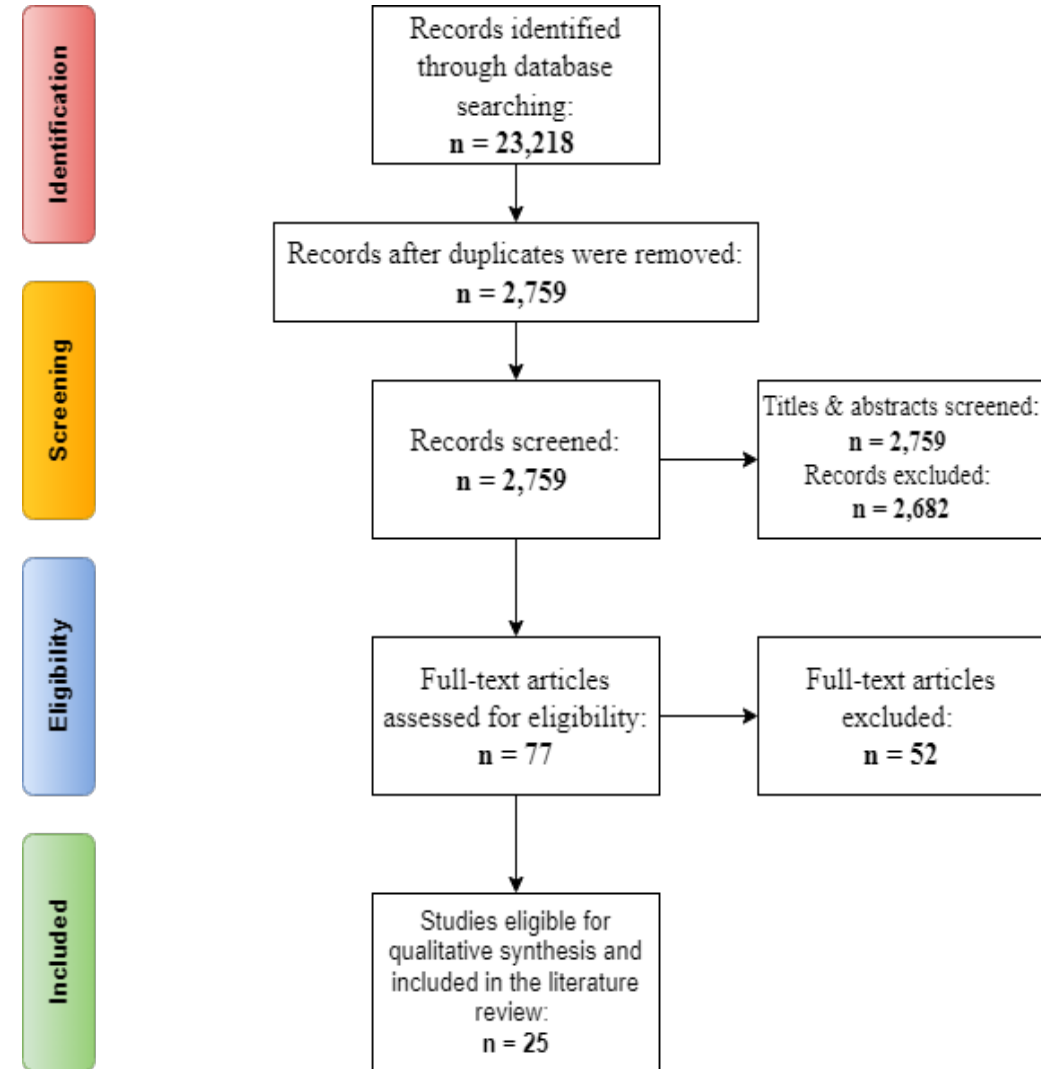 Identification
Records identified
through database
searching:
n = 23,218
Records after duplicates were removed:
n = 2,759
Screening
Records screened:
n = 2,759
Titles & abstracts screened:
n = 2,759
Records excluded:
n = 2,682
Eligibility
Full-text articles
assessed for eligibility:
n = 77
Full-text articles
excluded:
n = 52
Included
Studies eligible for
qualitative synthesis and
included in the literature
review:
n = 25